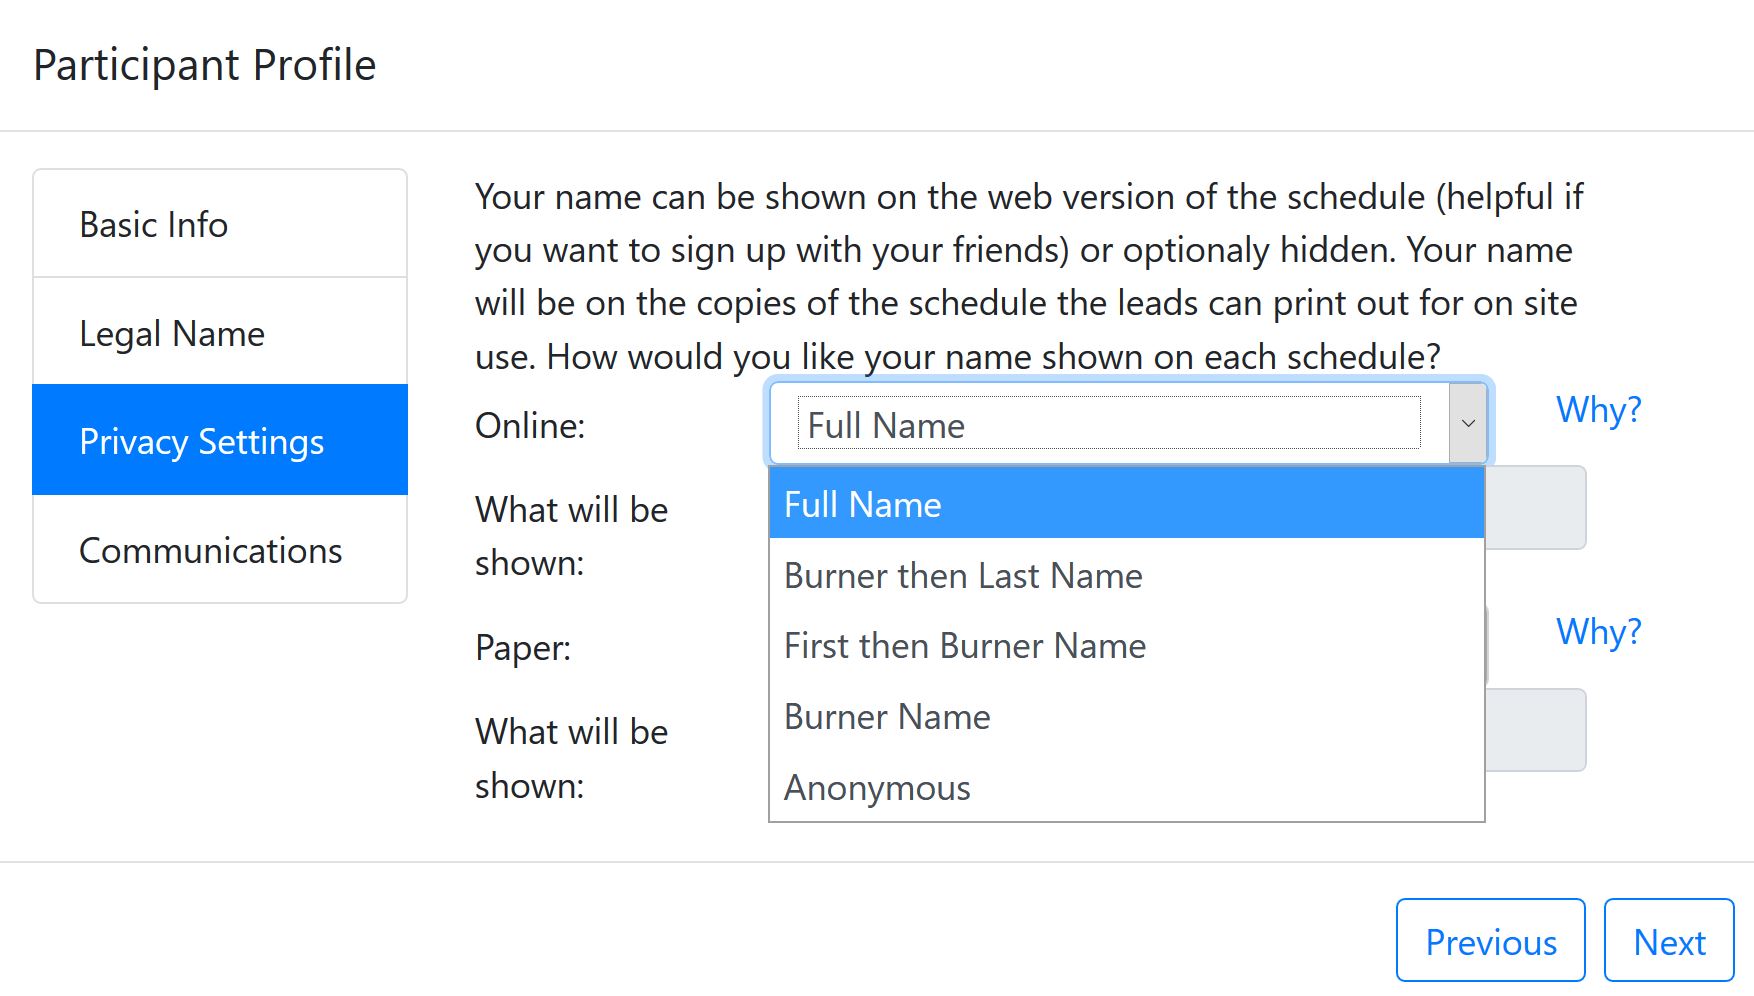 Participant Profile
Basic Info
Legal Name
Privacy Settings
Communications
Your name can be shown on the web version of the schedule (helpful if
you want to sign up with your friends) or optionaly hidden. Your name
will be on the copies of the schedule the leads can print out for on site
use. How would you like your name shown on each schedule?
Online:
Full Name
Why?
Full Name
Burner then Last Name
First then Burner Name
Burner Name
Anonymous
What will be
shown:
Paper:
Why?
What will be
shown:
Previous
Next